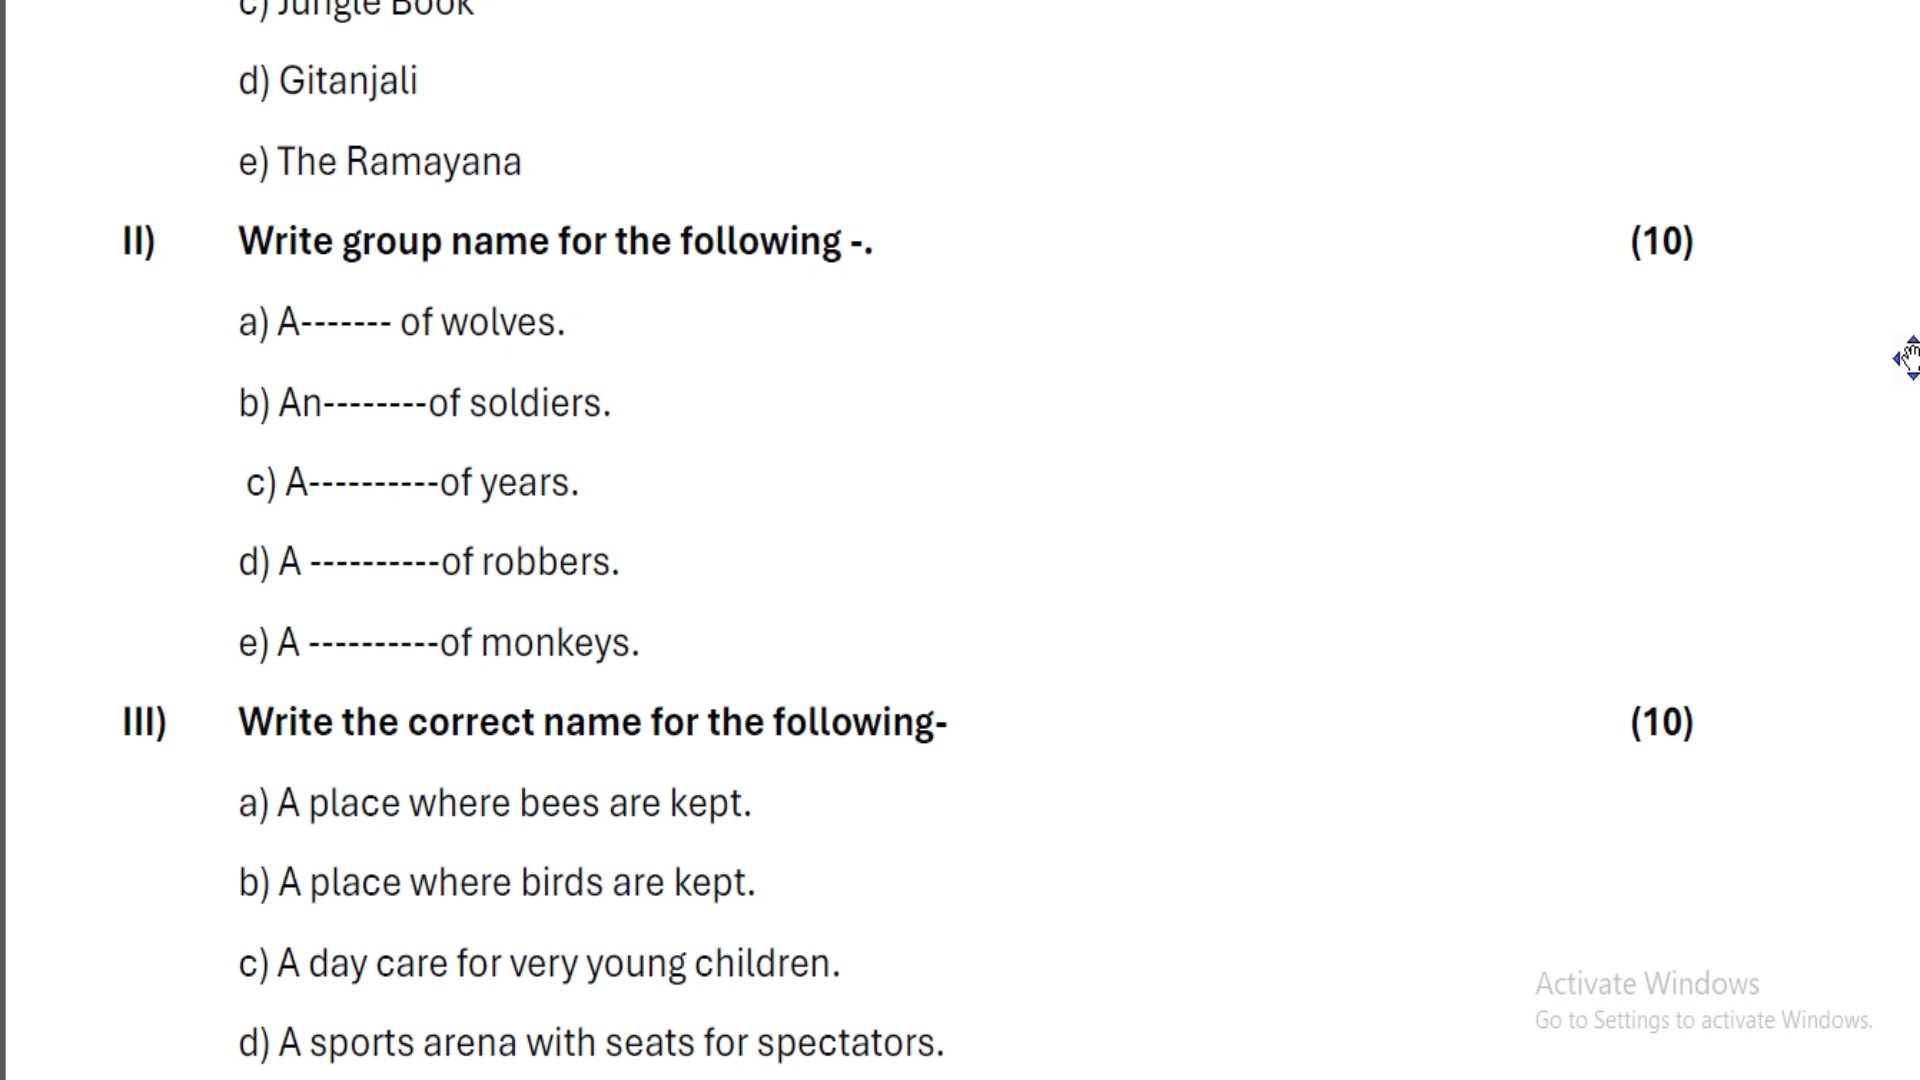 c) Jungle Book
d) Gitanjali
e) The Ramayana
II) Write group name for the following -. (10)
a) A------- of wolves.
b) An--------of soldiers.
c) A----------of years.
d) A ----------of robbers.
e) A ----------of monkeys.
III) Write the correct name for the following- (10)
a) A place where bees are kept.
b) A place where birds are kept.
c) A day care for very young children.
d) A sports arena with seats for spectators.
Activate Windows
Go to Settings to activate Windows.